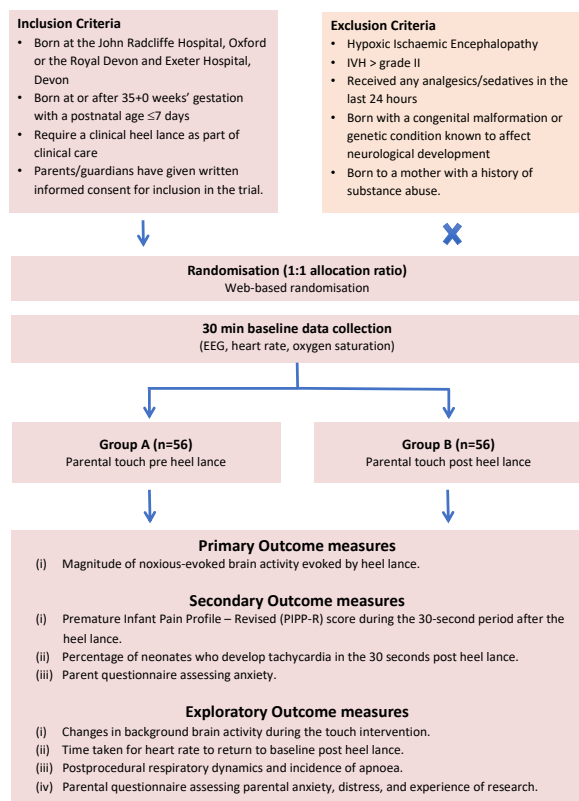 Inclusion Criteria
• Born at the John Radcliffe Hospital, Oxford
or the Royal Devon and Exeter Hospital,
Devon
• Born at or after 35+0 weeks’ gestation
with a postnatal age ≤7 days
• Require a clinical heel lance as part of
clinical care
• Parents/guardians have given written
informed consent for inclusion in the trial.
Exclusion Criteria
• Hypoxic Ischaemic Encephalopathy
• IVH > grade II
• Received any analgesics/sedatives in the
last 24 hours
• Born with a congenital malformation or
genetic condition known to affect
neurological development
• Born to a mother with a history of
substance abuse.
Randomisation (1:1 allocation ratio)
Web-based randomisation
30 min baseline data collection
(EEG, heart rate, oxygen saturation)
Group A (n=56)
Parental touch pre heel lance
Group B (n=56)
Parental touch post heel lance
Primary Outcome measures
(i) Magnitude of noxious-evoked brain activity evoked by heel lance.
Secondary Outcome measures
(i) Premature Infant Pain Profile – Revised (PIPP-R) score during the 30-second period after the
heel lance.
(ii) Percentage of neonates who develop tachycardia in the 30 seconds post heel lance.
(iii) Parent questionnaire assessing anxiety.
Exploratory Outcome measures
(i) Changes in background brain activity during the touch intervention.
(ii) Time taken for heart rate to return to baseline post heel lance.
(iii) Postprocedural respiratory dynamics and incidence of apnoea.
(iv) Parental questionnaire assessing parental anxiety, distress, and experience of research.